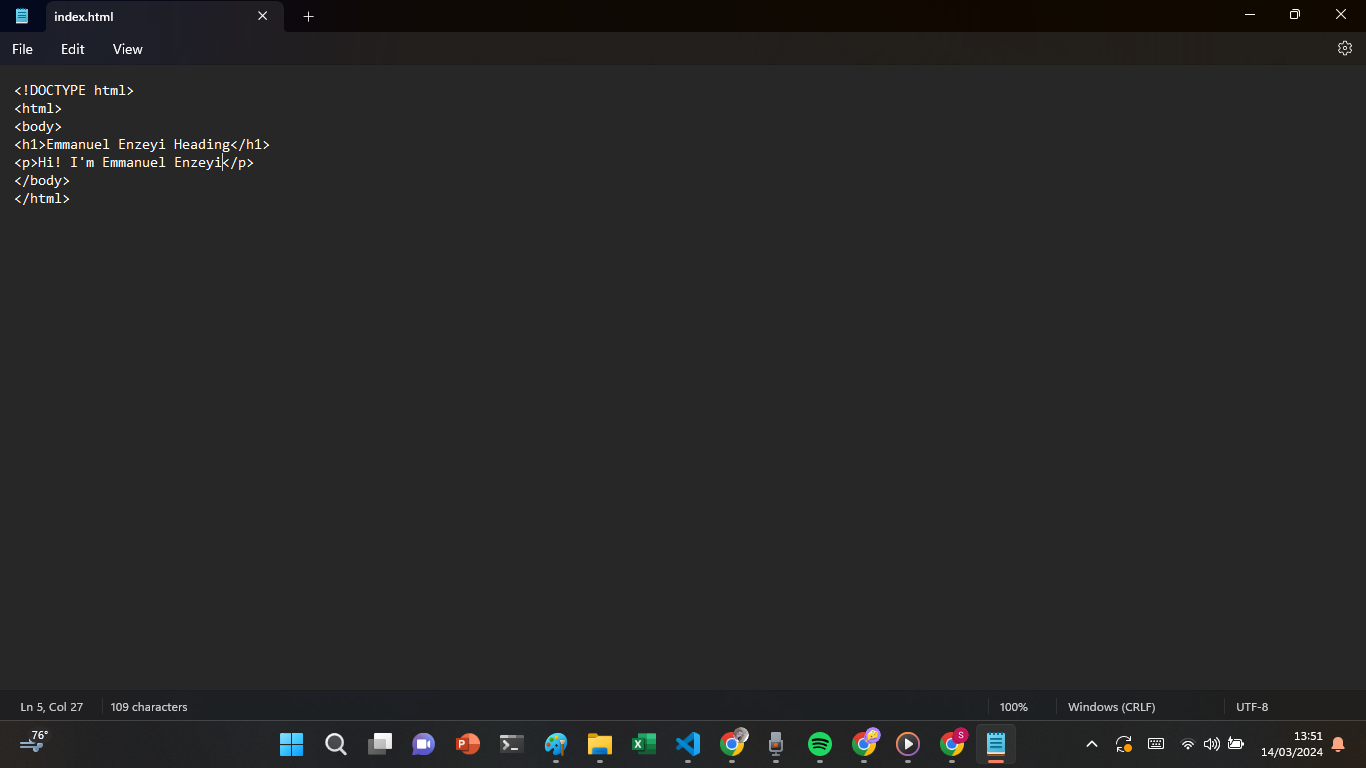 index.html
File Edit View
<!DOCTYPE html>
<html>
<body>
<h1>Emmanuel Enzeyi Heading</h1>
<p>Hi! I'm Emmanuel Enzeyi</p>
</body>
</html>
Ln 5, Col 27 109 characters 100% Windows (CRLF) UTF-8
76°
S
13:51
14/03/2024